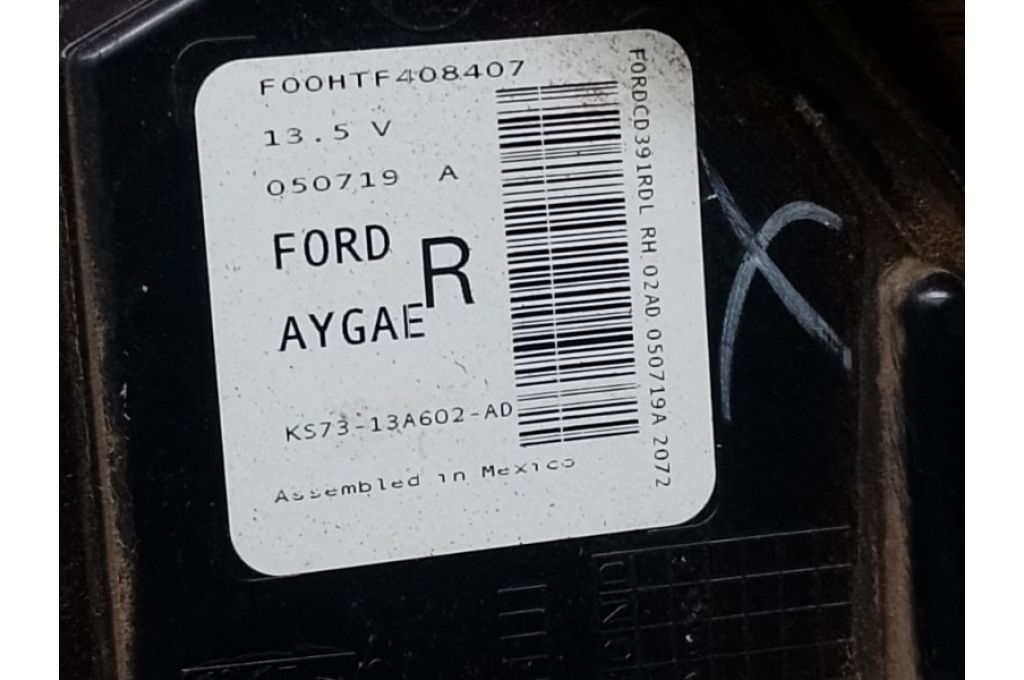 F00HTF408407
13.5 V
050719 A
FORD
R
AYGAE
KS73-13A602-AD
Assembled in Mexico
FORDCD391RDL RH 02AD 050719A 2072